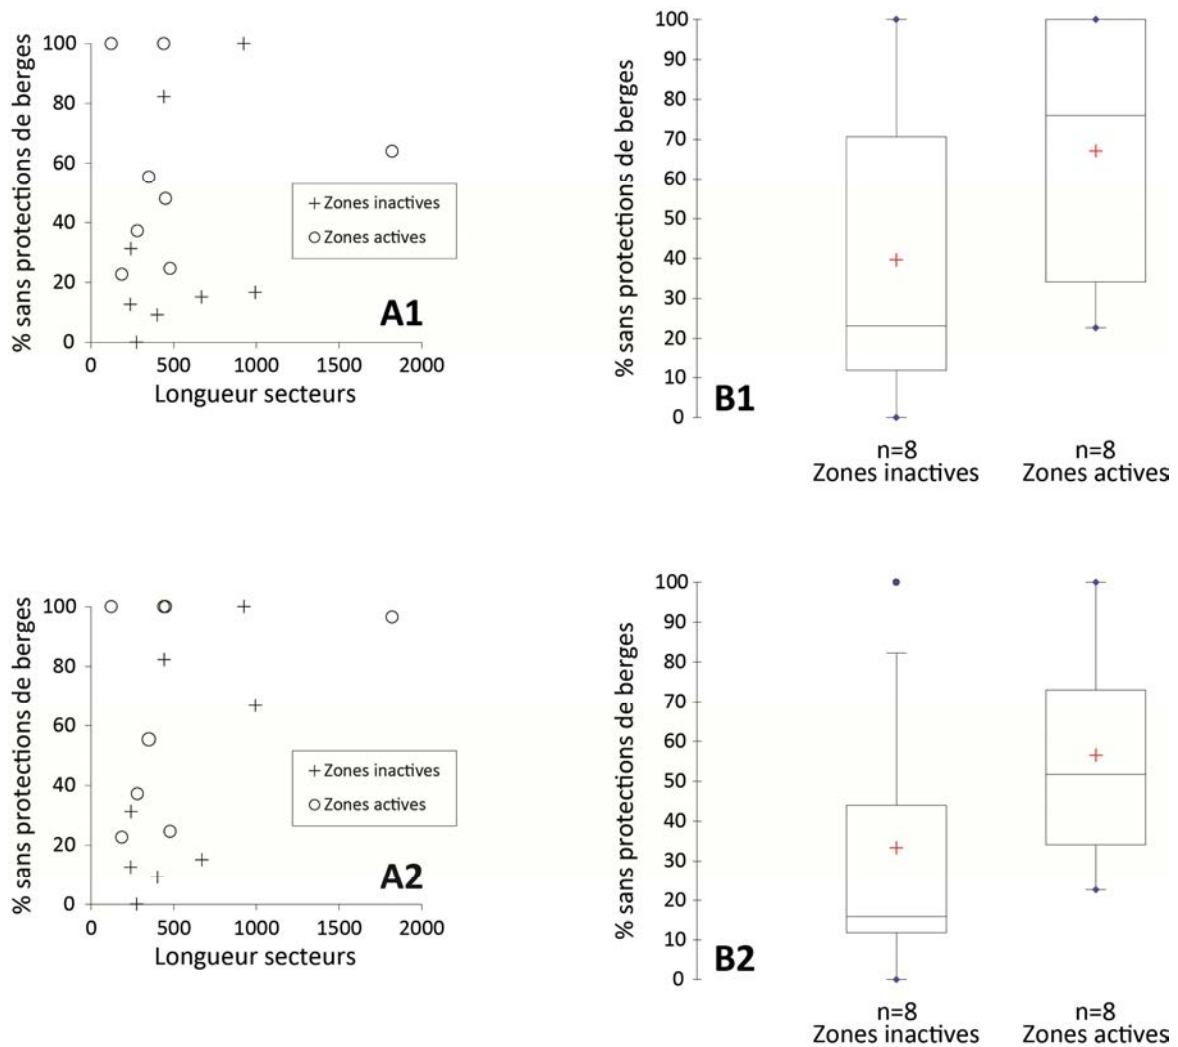 % sans protections de berges
100
80
60
40
20
0
0 500 1000 1500 2000
Longueur secteurs
Zones inactives
Zones actives
A1
% sans protections de berges
100
90
80
70
60
50
40
30
20
10
0
B1
n=8 n=8
Zones inactives Zones actives
% sans protections de berges
100
80
60
40
20
0
0 500 1000 1500 2000
Longueur secteurs
Zones inactives
Zones actives
A2
% sans protections de berges
100
90
80
70
60
50
40
30
20
10
0
B2
n=8 n=8
Zones inactives Zones actives